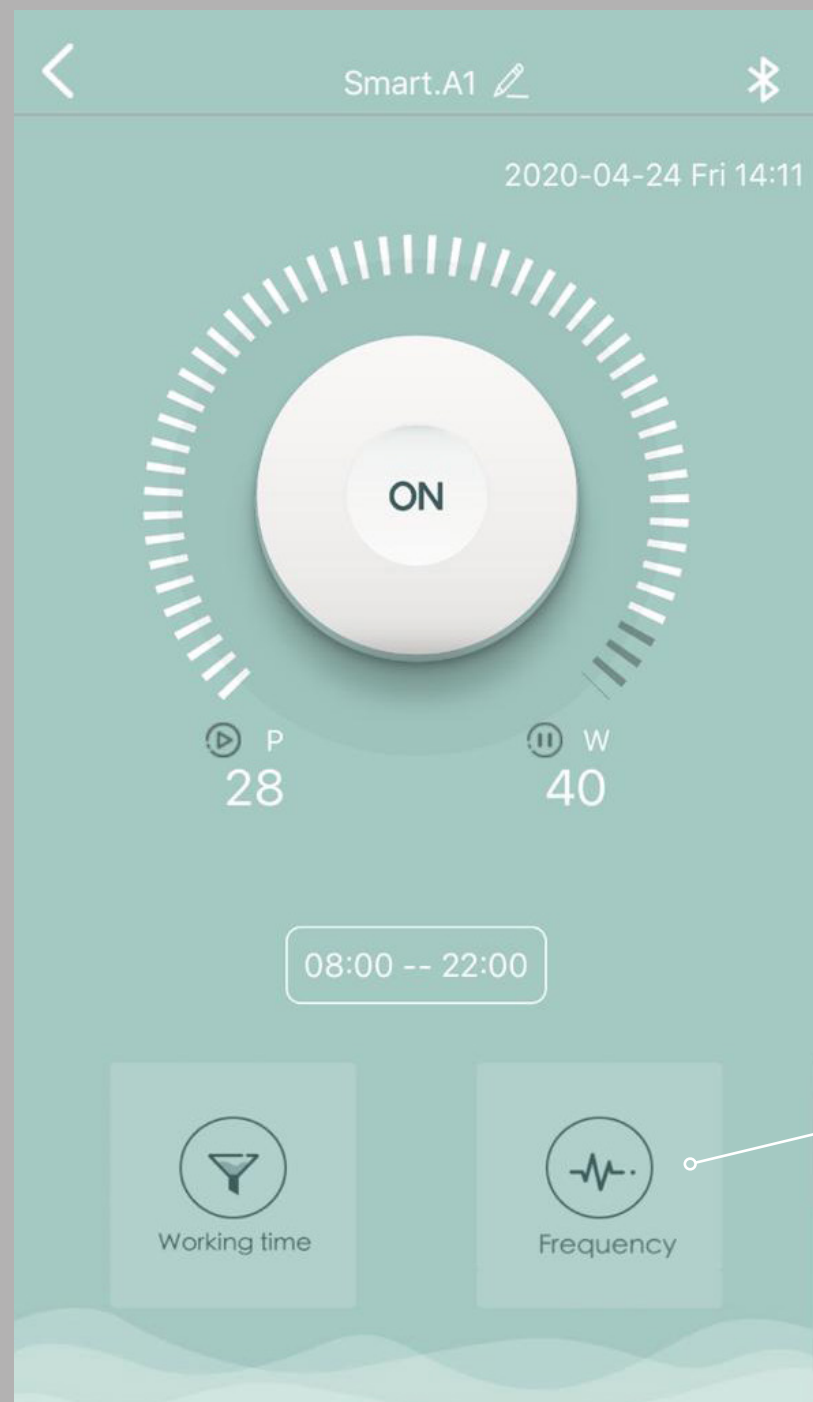 Smart.A1
2020-04-24 Fri 14:11
ON
P W
28 40
08:00 -- 22:00
Working time Frequency